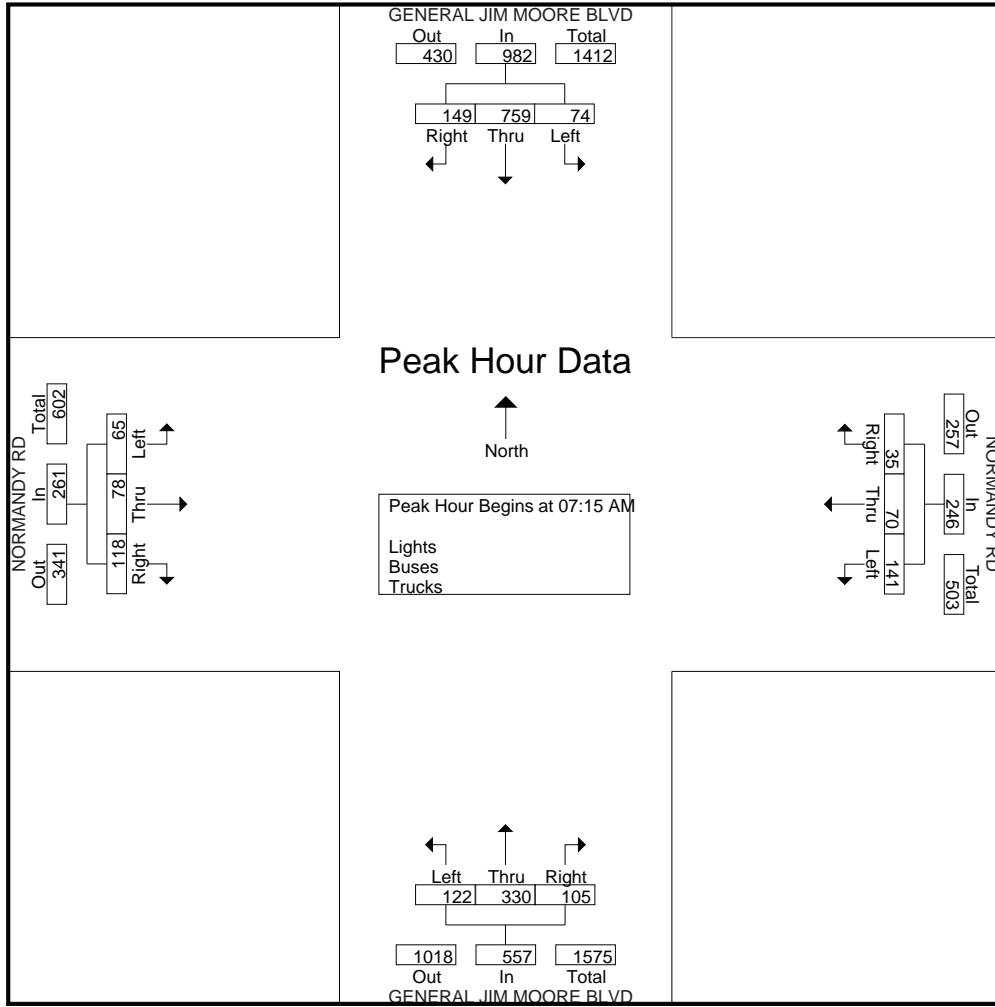 GENERAL JIM MOORE BLVD
Out In Total
430 982 1412
149 759 74
Right Thru Left
Peak Hour Data
North
Peak Hour Begins at 07:15 AM
Lights
Buses
Trucks
NORMANDY RD
Out In Total
341 261 602
Left Thru Right
65 78 118
NORMANDY RD
Out In Total
257 246 503
35 70 141
Right Thru Left
Left Thru Right
122 330 105
1018 557 1575
Out In Total
GENERAL JIM MOORE BLVD